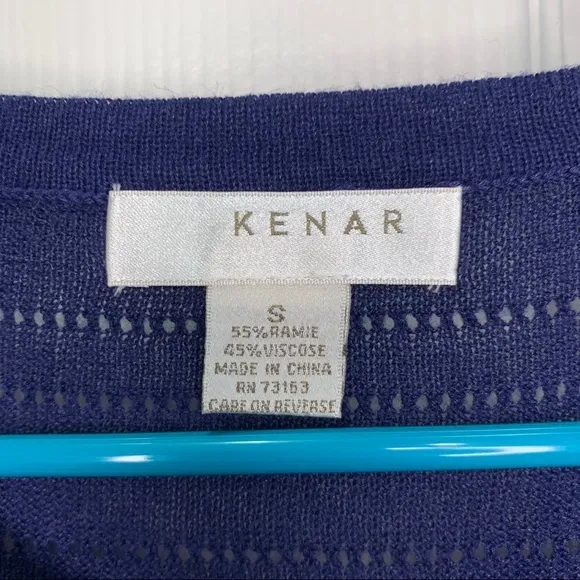 KENAR
S
55%RAMIE
45%VISCOSE
MADE IN CHINA
RN 73163
CARE ON REVERSE